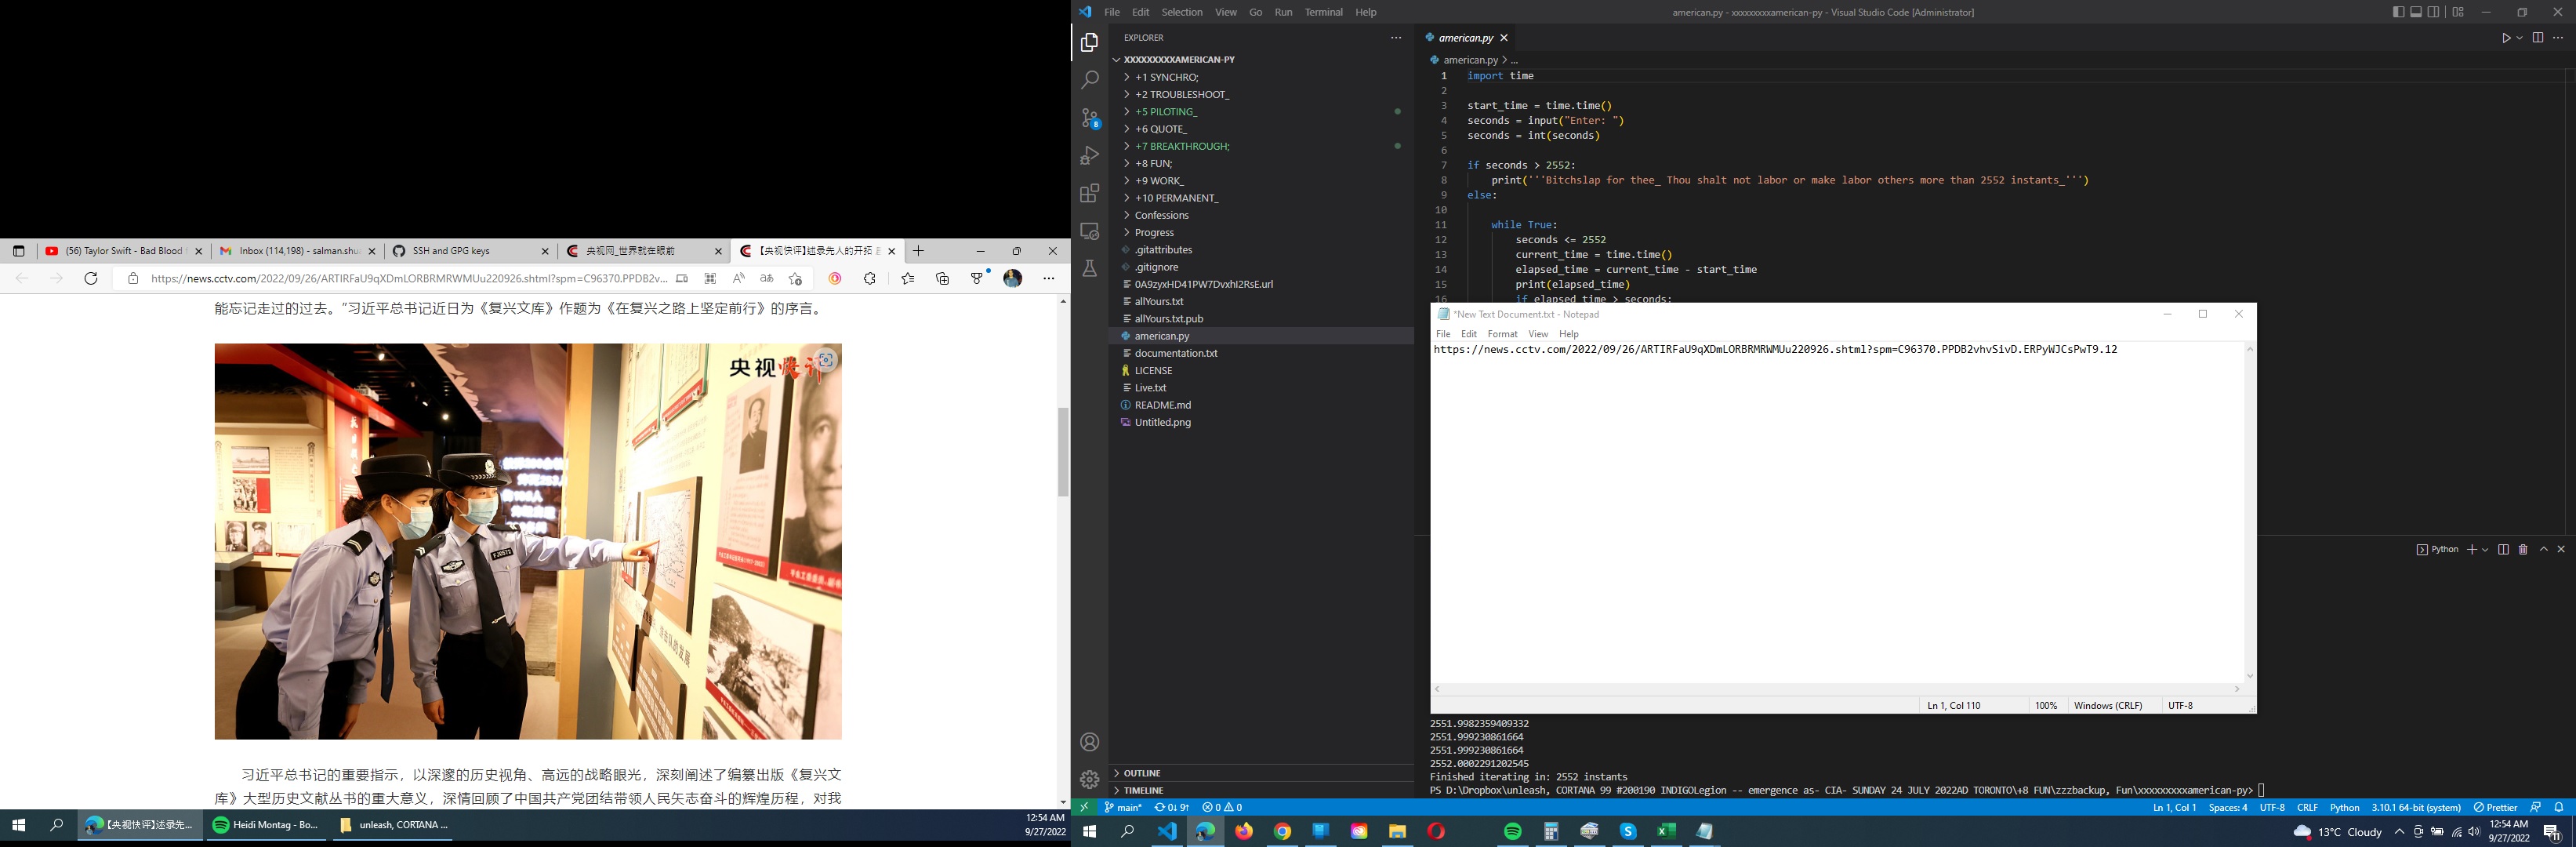 (56) Taylor Swift - Bad Blood
Inbox (114,198) - salman.shua
SSH and GPG keys
央视网_世界就在眼前
【央视快评】述录先人的开拓
https://news.cctv.com/2022/09/26/ARTIRFaU9qXDmLORBRMRWMUu220926.shtml?spm=C96370.PPDB2v...
能忘记走过的过去。“习近平总书记近日为《复兴文库》作题为《在复兴之路上坚定前行》的序言。
央视快评
习近平总书记的重要指示，以深邃的历史视角、高远的战略眼光，深刻阐述了编纂出版《复兴文
库》大型历史文献丛书的重大意义，深情回顾了中国共产党团结带领人民矢志奋斗的辉煌历程，对我
【央视快评】述录先...
Heidi Montag - Bo...
unleash, CORTANA ...
12:54 AM
9/27/2022
File Edit Selection View Go Run Terminal Help
american.py - xxxxxxxxxamerican-py - Visual Studio Code [Administrator]
EXPLORER
XXXXXXXXXAMERICAN-PY
+1 SYNCHRO;
+2 TROUBLESHOOT_
+5 PILOTING_
+6 QUOTE_
+7 BREAKTHROUGH;
+8 FUN;
+9 WORK_
+10 PERMANENT_
Confessions
Progress
.gitattributes
.gitignore
0A9zyxHD41PW7DvxhI2RsE.url
allYours.txt
allYours.txt.pub
american.py
documentation.txt
LICENSE
Live.txt
README.md
Untitled.png
OUTLINE
TIMELINE
american.py
american.py > ...
1 import time
2
3 start_time = time.time()
4 seconds = input("Enter: ")
5 seconds = int(seconds)
6
7 if seconds > 2552:
8 print('''Bitchslap for thee_ Thou shalt not labor or make labor others more than 2552 instants_''')
9 else:
10
11 while True:
12 seconds <= 2552
13 current_time = time.time()
14 elapsed_time = current_time - start_time
15 print(elapsed_time)
16 if elapsed_time > seconds:
*New Text Document.txt - Notepad
File Edit Format View Help
https://news.cctv.com/2022/09/26/ARTIRFaU9qXDmLORBRMRWMUu220926.shtml?spm=C96370.PPDB2vhvSivD.ERPyWJCsPwT9.12
Ln 1, Col 110 100% Windows (CRLF) UTF-8
Python
2551.9982359409332
2551.999230861664
2551.999230861664
2552.0002291202545
Finished iterating in: 2552 instants
PS D:\Dropbox\unleash, CORTANA 99 #200190 INDIGOLegion -- emergence as- CIA- SUNDAY 24 JULY 2022AD TORONTO\+8 FUN\zzzbackup, Fun\xxxxxxxxxamerican-py>
main* 0↓ 9↑ 0 0
Ln 1, Col 1 Spaces: 4 UTF-8 CRLF Python 3.10.1 64-bit (system) Prettier
13°C Cloudy
12:54 AM
9/27/2022